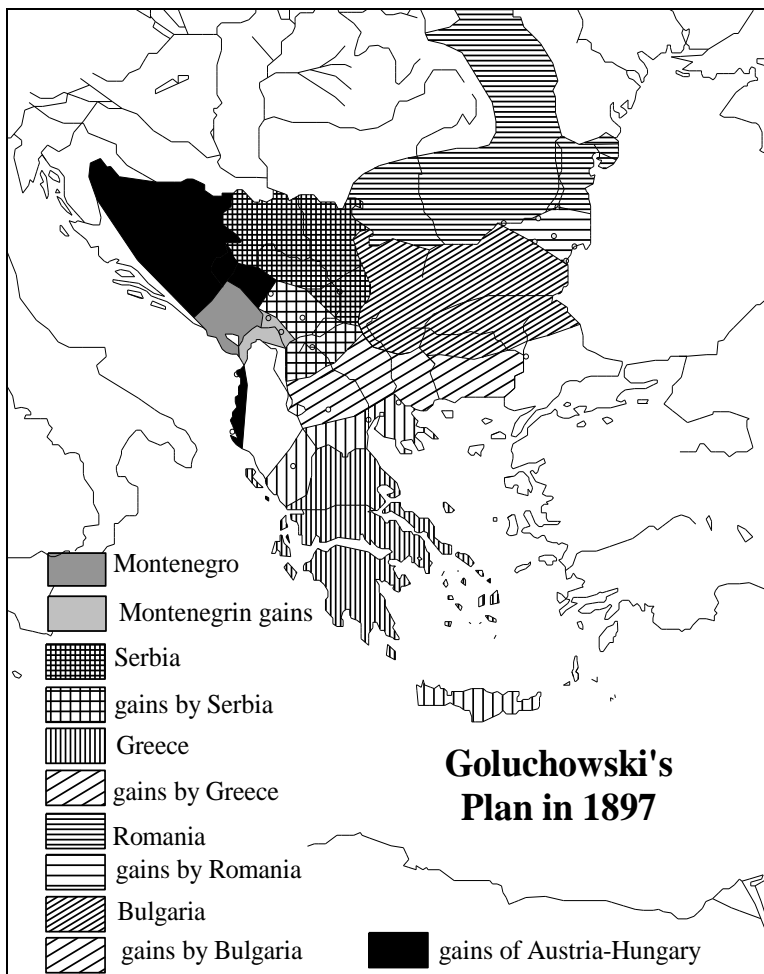 Montenegro
Montenegrin gains
Serbia
gains by Serbia
Greece
gains by Greece
Romania
gains by Romania
Bulgaria
gains by Bulgaria
gains of Austria-Hungary
Goluchowski's
Plan in 1897